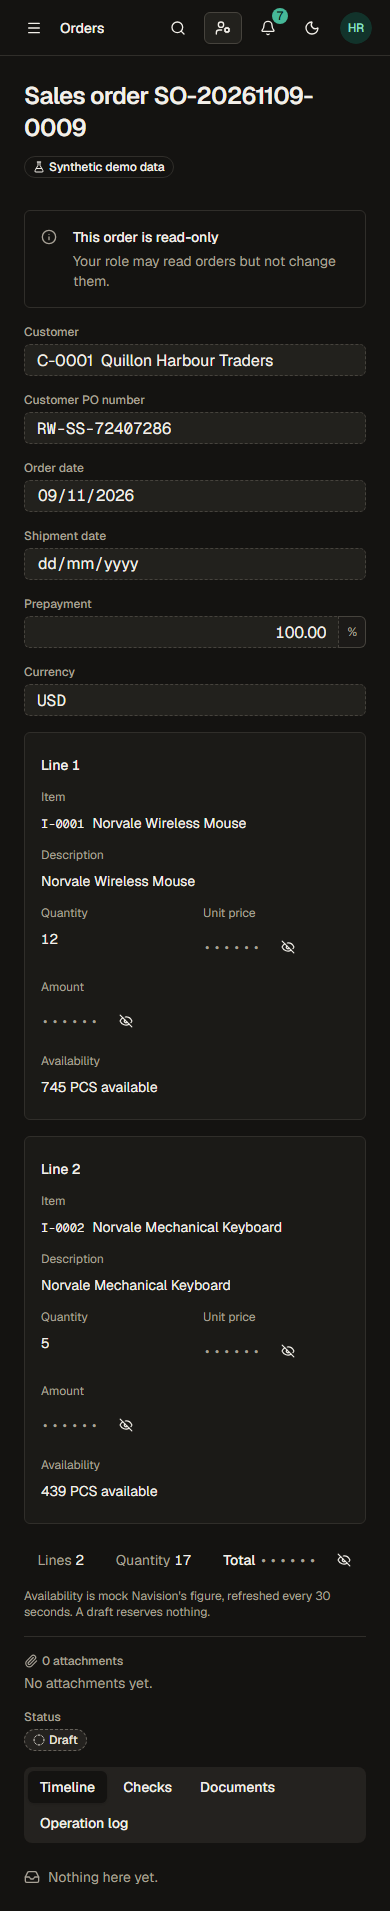 Orders
7
HR
Sales order SO-20261109-
0009
Synthetic demo data
This order is read-only
Your role may read orders but not change
them.
Customer
C-0001 Quillon Harbour Traders
Customer PO number
RW-SS-72407286
Order date
09/11/2026
Shipment date
dd/mm/yyyy
Prepayment
100.00 %
Currency
USD
Line 1
Item
I-0001 Norvale Wireless Mouse
Description
Norvale Wireless Mouse
Quantity Unit price
12 ••••••
Amount
••••••
Availability
745 PCS available
Line 2
Item
I-0002 Norvale Mechanical Keyboard
Description
Norvale Mechanical Keyboard
Quantity Unit price
5 ••••••
Amount
••••••
Availability
439 PCS available
Lines 2 Quantity 17 Total ••••••
Availability is mock Navision's figure, refreshed every 30
seconds. A draft reserves nothing.
0 attachments
No attachments yet.
Status
Draft
Timeline Checks Documents
Operation log
Nothing here yet.